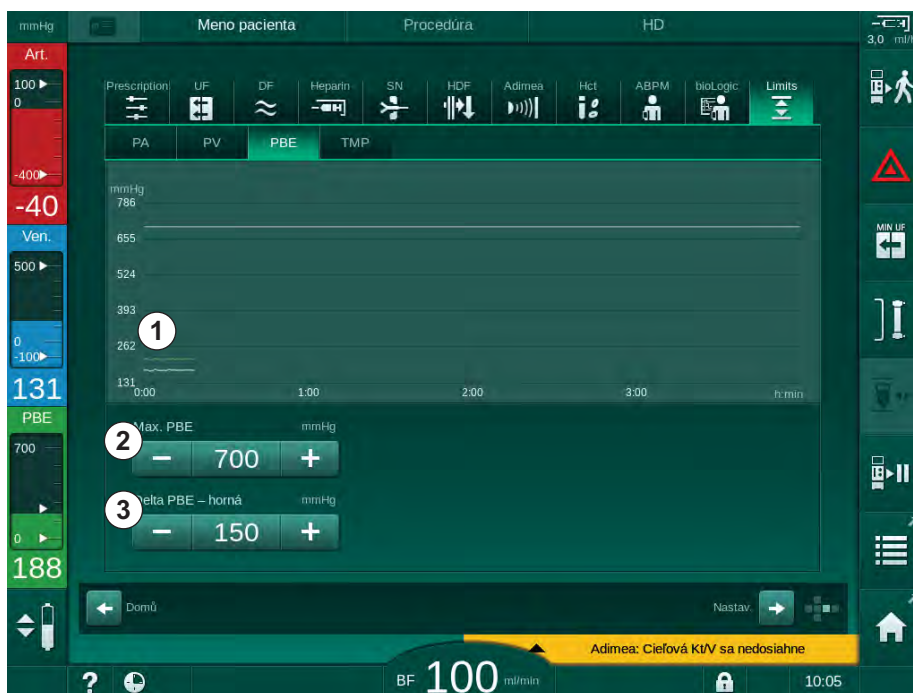 mmHg Meno pacienta Procedúra HD 3,0 ml/h
Art.
100
0
-400
-40
Ven.
500
0
-100
131
PBE
700
0
188
Prescription UF DF Heparin SN HDF Adimea Hct ABPM bioLogic Limits
PA PV PBE TMP
mmHg
786
655
524
393
1
262
131
0:00 1:00 2:00 3:00 h:min
2 Max. PBE mmHg
− 700 +
3 Delta PBE – horná mmHg
− 150 +
MIN UF
Domů Nastav.
Adimea: Cieľová Kt/V sa nedosiahne
? BF 100 ml/min 10:05